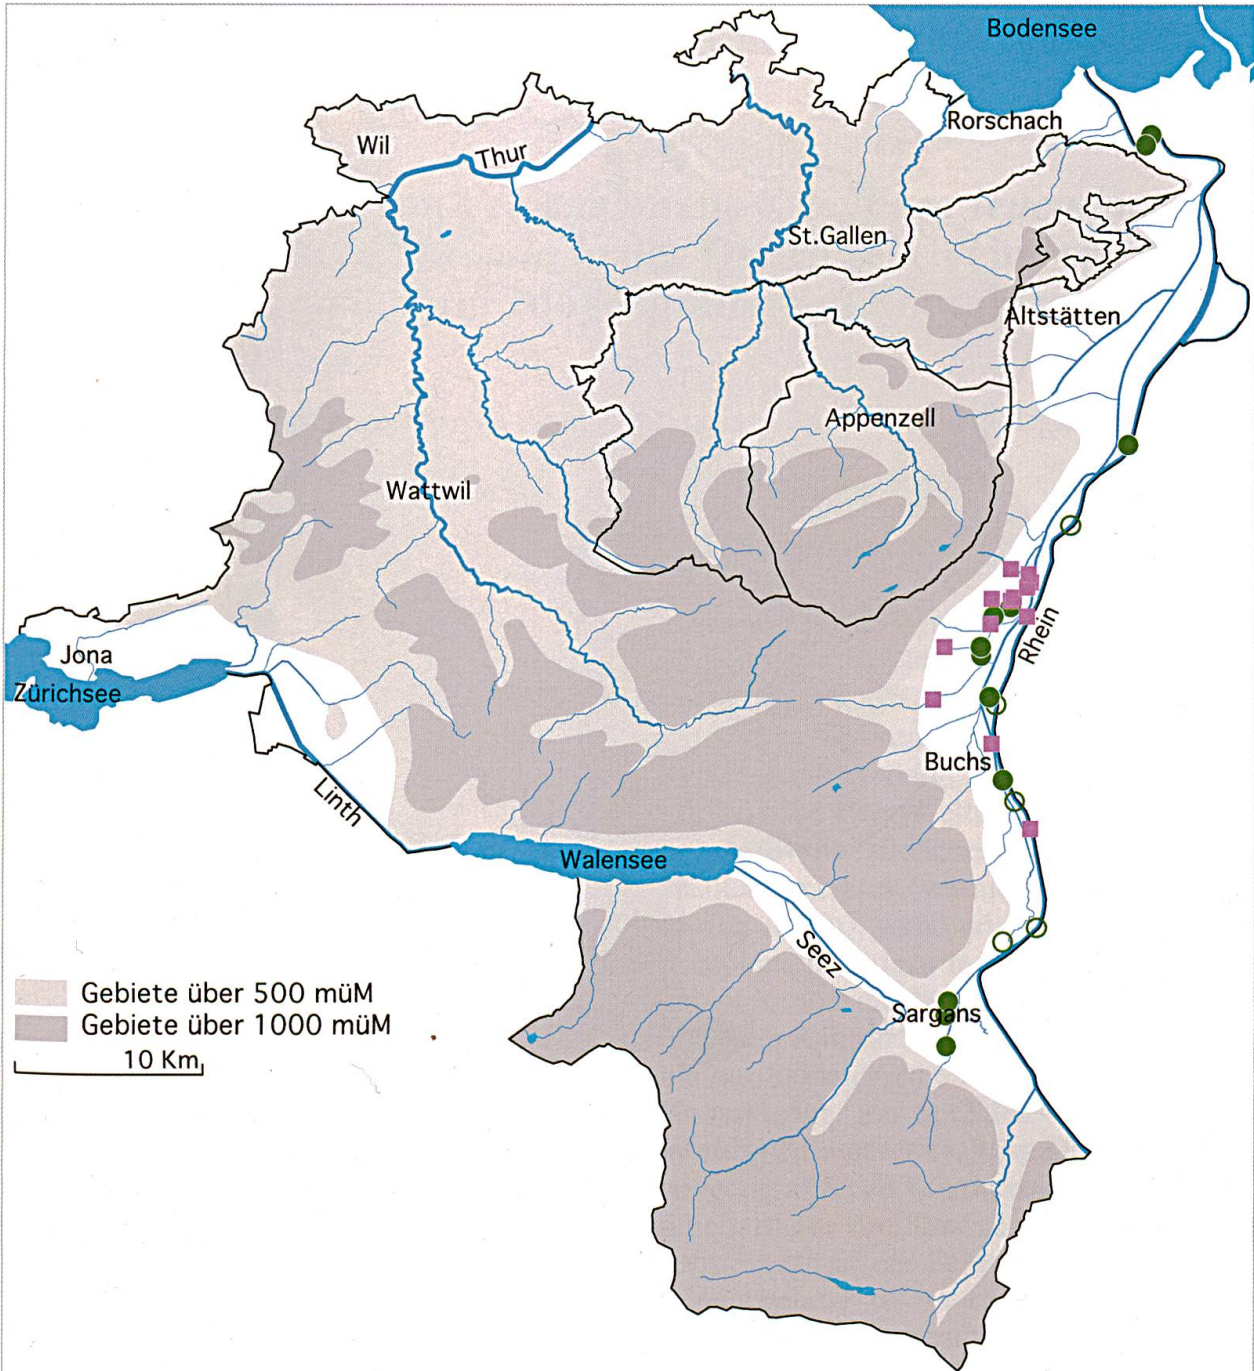 Bodensee
Rorschach
Wil
Thur
St.Gallen
Altstätten
Appenzell
Wattwil
Rhein
Jona
Zürichsee
Buchs
Linth
Walensee
Seez
Sargans
Gebiete über 500 müM
Gebiete über 1000 müM
10 Km